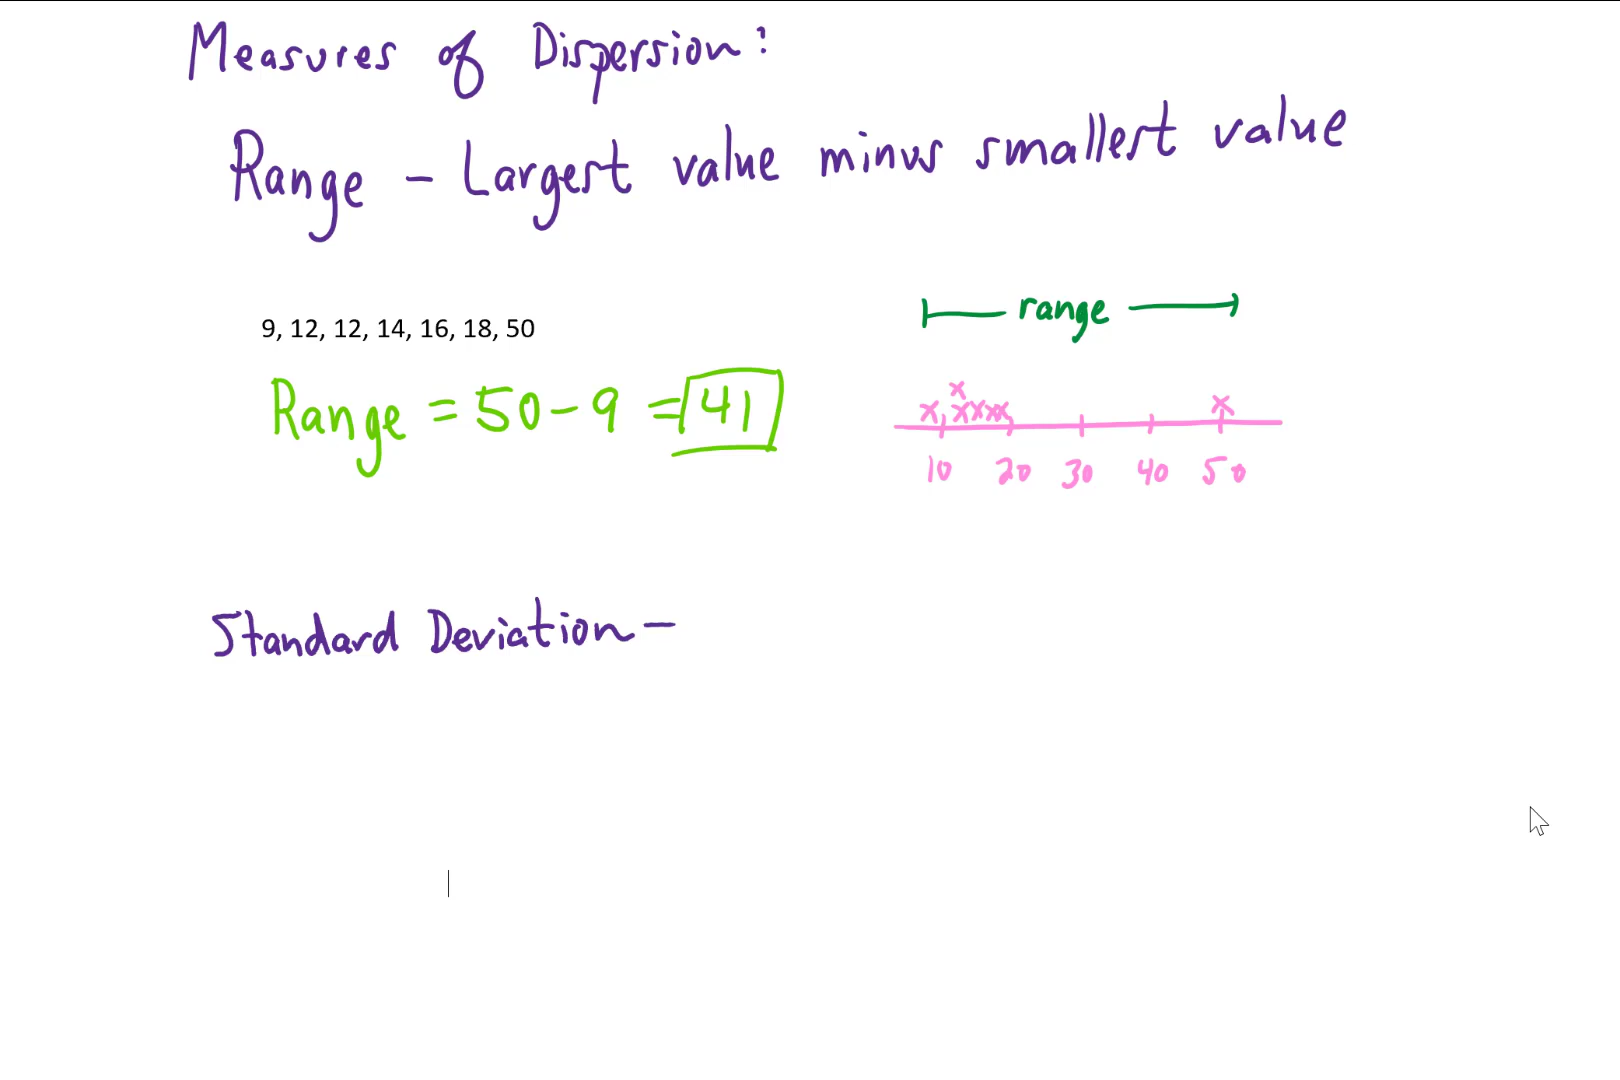 Measures of Dispersion:
Range - Largest value minus smallest value
range
9, 12, 12, 14, 16, 18, 50
Range = 50 - 9 = 41
x
x x x x x x
10 20 30 40 50
Standard Deviation -